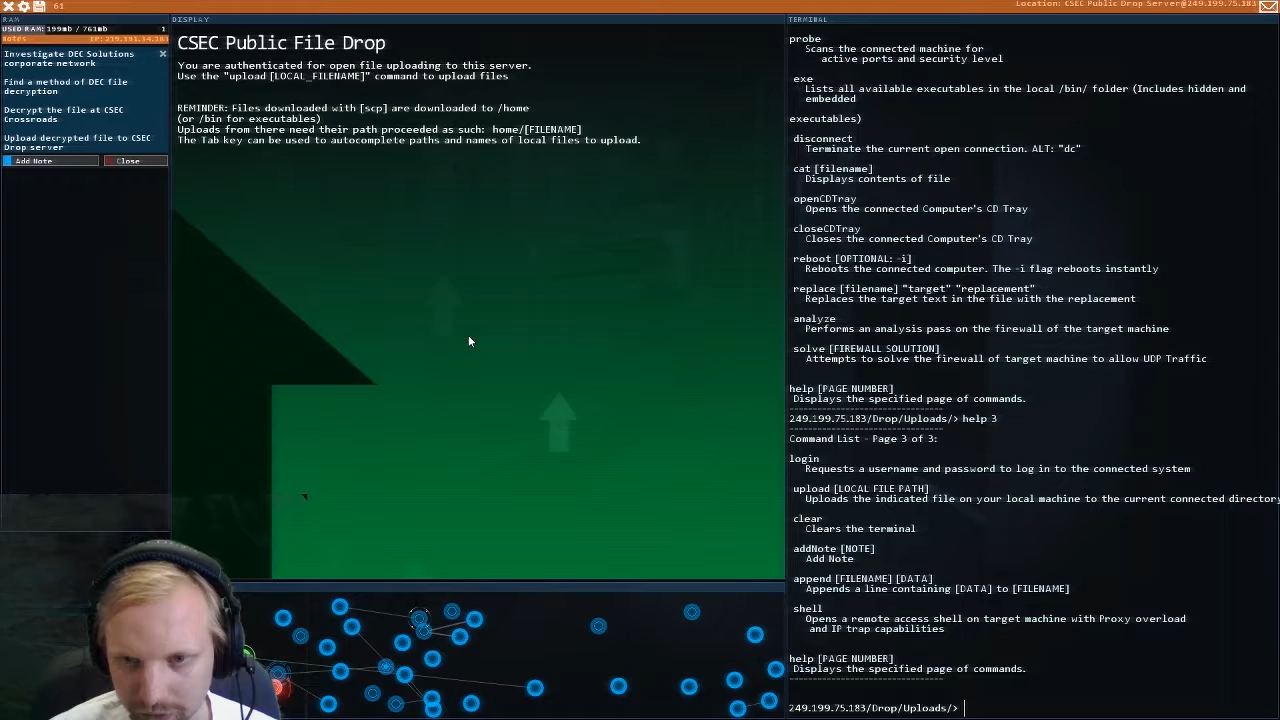 61
Location: CSEC Public Drop Server@249.199.75.183
RAM
USED RAM: 199mb / 761mb
1
notes
Investigate DEC Solutions
corporate network
Find a method of DEC file
decryption
Decrypt the file at CSEC
Crossroads
Upload decrypted file to CSEC
Drop server
Add Note
Close
DISPLAY
CSEC Public File Drop
You are authenticated for open file uploading to this server.
Use the "upload [LOCAL_FILENAME]" command to upload files
REMINDER: Files downloaded with [scp] are downloaded to /home
(or /bin for executables)
Uploads from there need their path proceeded as such: home/[FILENAME]
The Tab key can be used to autocomplete paths and names of local files to upload.
TERMINAL
probe
Scans the connected machine for
active ports and security level
exe
Lists all available executables in the local /bin/ folder (Includes hidden and
embedded
executables)
disconnect
Terminate the current open connection. ALT: "dc"
cat [filename]
Displays contents of file
openCDTray
Opens the connected Computer's CD Tray
closeCDTray
Closes the connected Computer's CD Tray
reboot [OPTIONAL: -i]
Reboots the connected computer. The -i flag reboots instantly
replace [filename] "target" "replacement"
Replaces the target text in the file with the replacement
analyze
Performs an analysis pass on the firewall of the target machine
solve [FIREWALL SOLUTION]
Attempts to solve the firewall of target machine to allow UDP Traffic
help [PAGE NUMBER]
Displays the specified page of commands.
--------------------------------
249.199.75.183/Drop/Uploads/> help 3
--------------------------------
Command List - Page 3 of 3:
login
Requests a username and password to log in to the connected system
upload [LOCAL FILE PATH]
Uploads the indicated file on your local machine to the current connected directory
clear
Clears the terminal
addNote [NOTE]
Add Note
append [FILENAME] [DATA]
Appends a line containing [DATA] to [FILENAME]
shell
Opens a remote access shell on target machine with Proxy overload
and IP trap capabilities
help [PAGE NUMBER]
Displays the specified page of commands.
--------------------------------
249.199.75.183/Drop/Uploads/>